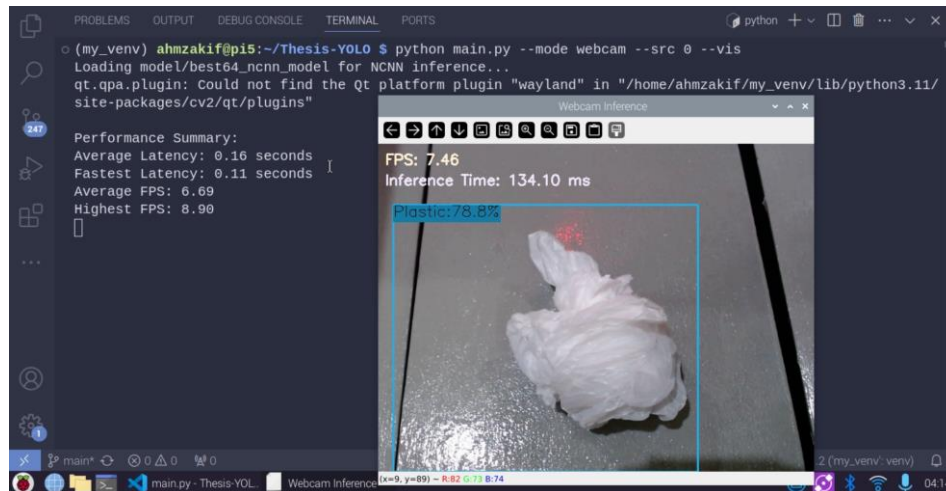 PROBLEMS OUTPUT DEBUG CONSOLE TERMINAL PORTS
python
(my_venv) ahmzakif@pi5:~/Thesis-YOLO $ python main.py --mode webcam --src 0 --vis
Loading model/best64_ncnn_model for NCNN inference...
qt.qpa.plugin: Could not find the Qt platform plugin "wayland" in "/home/ahmzakif/my_venv/lib/python3.11/
site-packages/cv2/qt/plugins"
247
Performance Summary:
Average Latency: 0.16 seconds
Fastest Latency: 0.11 seconds
Average FPS: 6.69
Highest FPS: 8.90
Webcam Inference
FPS: 7.46
Inference Time: 134.10 ms
Plastic:78.8%
1
main* 0 0 0
2 ('my_venv': venv)
(x=9, y=89) ~ R:82 G:73 B:74
main.py - Thesis-YOL...
Webcam Inference